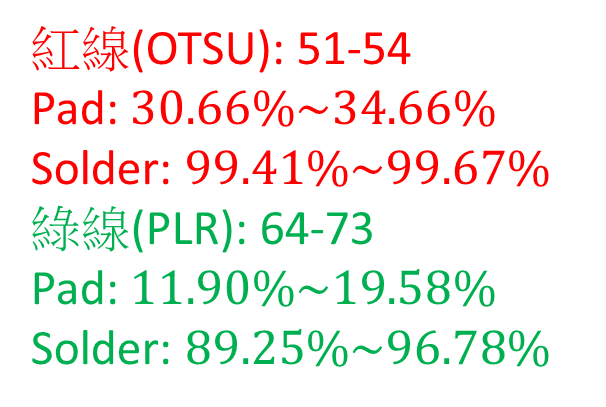 紅線(OTSU): 51-54
Pad: 30.66%~34.66%
Solder: 99.41%~99.67%
綠線(PLR): 64-73
Pad: 11.90%~19.58%
Solder: 89.25%~96.78%